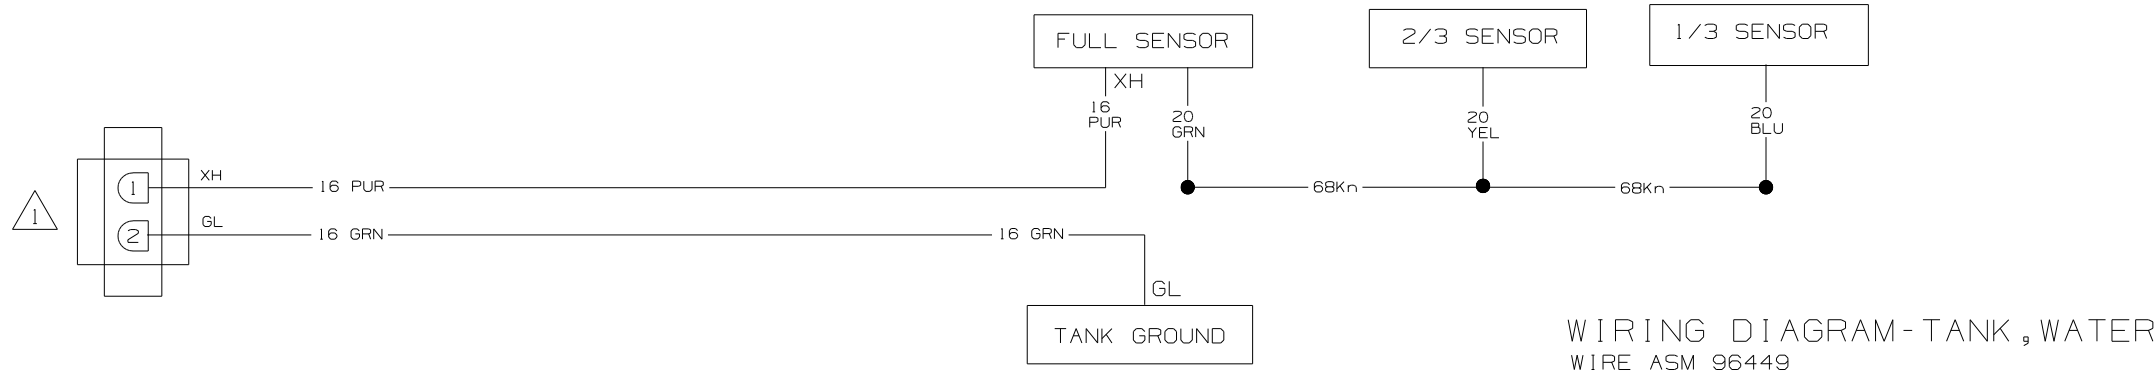 FULL SENSOR
2/3 SENSOR
1/3 SENSOR
XH
16
PUR
20
GRN
20
YEL
20
BLU
1
XH
16 PUR
68Kn
68Kn
1
2
GL
16 GRN
16 GRN
GL
TANK GROUND
WIRING DIAGRAM-TANK,WATER
WIRE ASM 96449